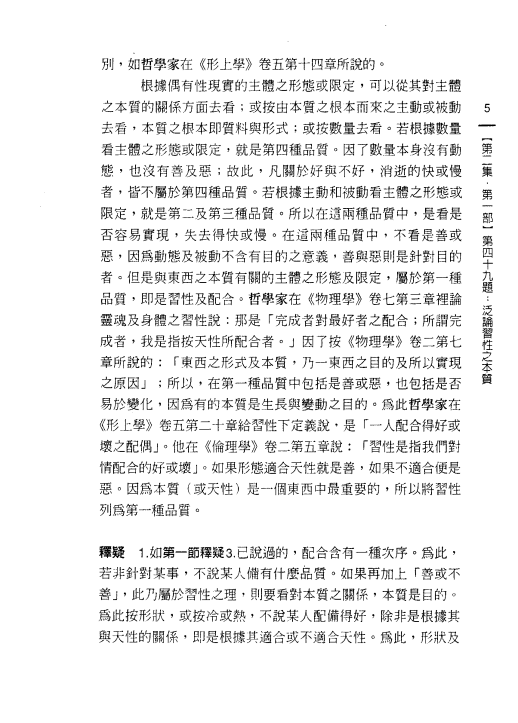 別，如哲學家在《形上學》卷五第十四章所說的。
根據偶有性現實的主體之形態或限定，可以從其對主體
之本質的關係方面去看；或按由本質之根本而來之主動或被動
去看，本質之根本即質料與形式；或按數量去看。若根據數量
看主體之形態或限定，就是第四種品質。因了數量本身沒有動
態，也沒有善及惡；故此，凡關於好與不好，消逝的快或慢
者，皆不屬於第四種品質。若根據主動和被動看主體之形態或
限定，就是第二及第三種品質。所以在這兩種品質中，是看是
否容易實現，失去得快或慢。在這兩種品質中，不看是善或
惡，因爲動態及被動不含有目的之意義，善與惡則是針對目的
者。但是與東西之本質有關的主體之形態及限定，屬於第一種
品質，即是習性及配合。哲學家在《物理學》卷七第三章裡論
靈魂及身體之習性說：那是「完成者對最好者之配合；所謂完
成者，我是指按天性所配合者。」因了按《物理學》卷二第七
章所說的：「東西之形式及本質，乃一東西之目的及所以實現
之原因」；所以，在第一種品質中包括是善或惡，也包括是否
易於變化，因爲有的本質是生長與變動之目的。爲此哲學家在
《形上學》卷五第二十章給習性下定義說，是「一人配合得好或
壞之配偶」。他在《倫理學》卷二第五章說：「習性是指我們對
情配合的好或壞」。如果形態適合天性就是善，如果不適合便是
惡。因爲本質（或天性）是一個東西中最重要的，所以將習性
列爲第一種品質。
釋疑　1.如第一節釋疑3.已說過的，配合含有一種次序。爲此，
若非針對某事，不說某人備有什麼品質。如果再加上「善或不
善」，此乃屬於習性之理，則要看對本質之關係，本質是目的。
爲此按形狀，或按冷或熱，不說某人配備得好，除非是根據其
與天性的關係，即是根據其適合或不適合天性。爲此，形狀及
5
【第二集·第一部】第四十九題：泛論習性之本質